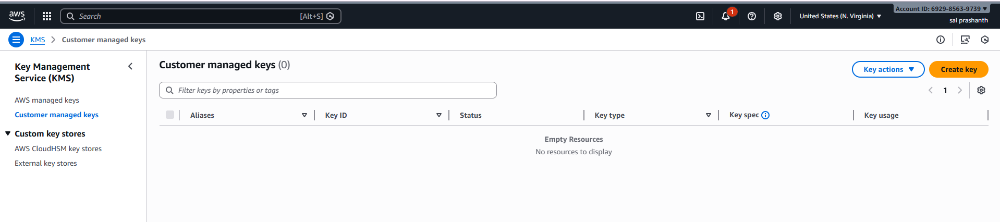 aws
Search
[Alt+S]
1
United States (N. Virginia)
Account ID: 6929-8563-9739
sai prashanth
KMS
Customer managed keys
Key Management
Service (KMS)
AWS managed keys
Customer managed keys
Custom key stores
AWS CloudHSM key stores
External key stores
Customer managed keys (0)
Key actions
Create key
Filter keys by properties or tags
1
Aliases
Key ID
Status
Key type
Key spec
Key usage
Empty Resources
No resources to display